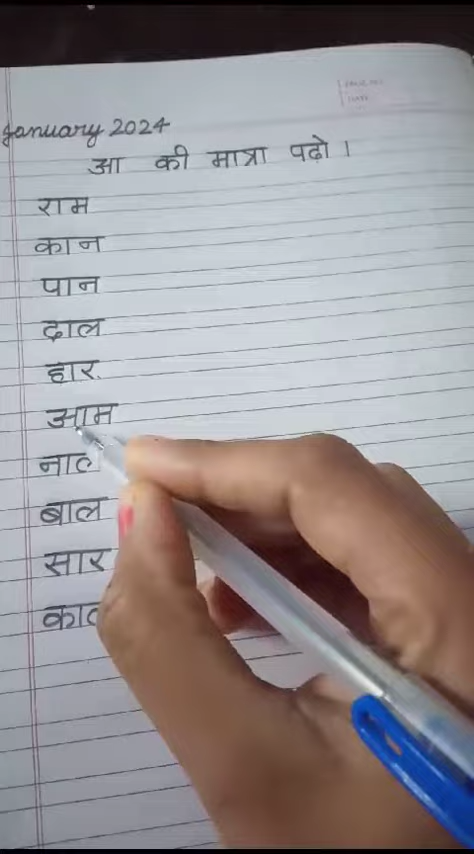 January 2024
आ की मात्रा पढो ।
राम
कान
पान
दाल
हार
आम
बाल
सार